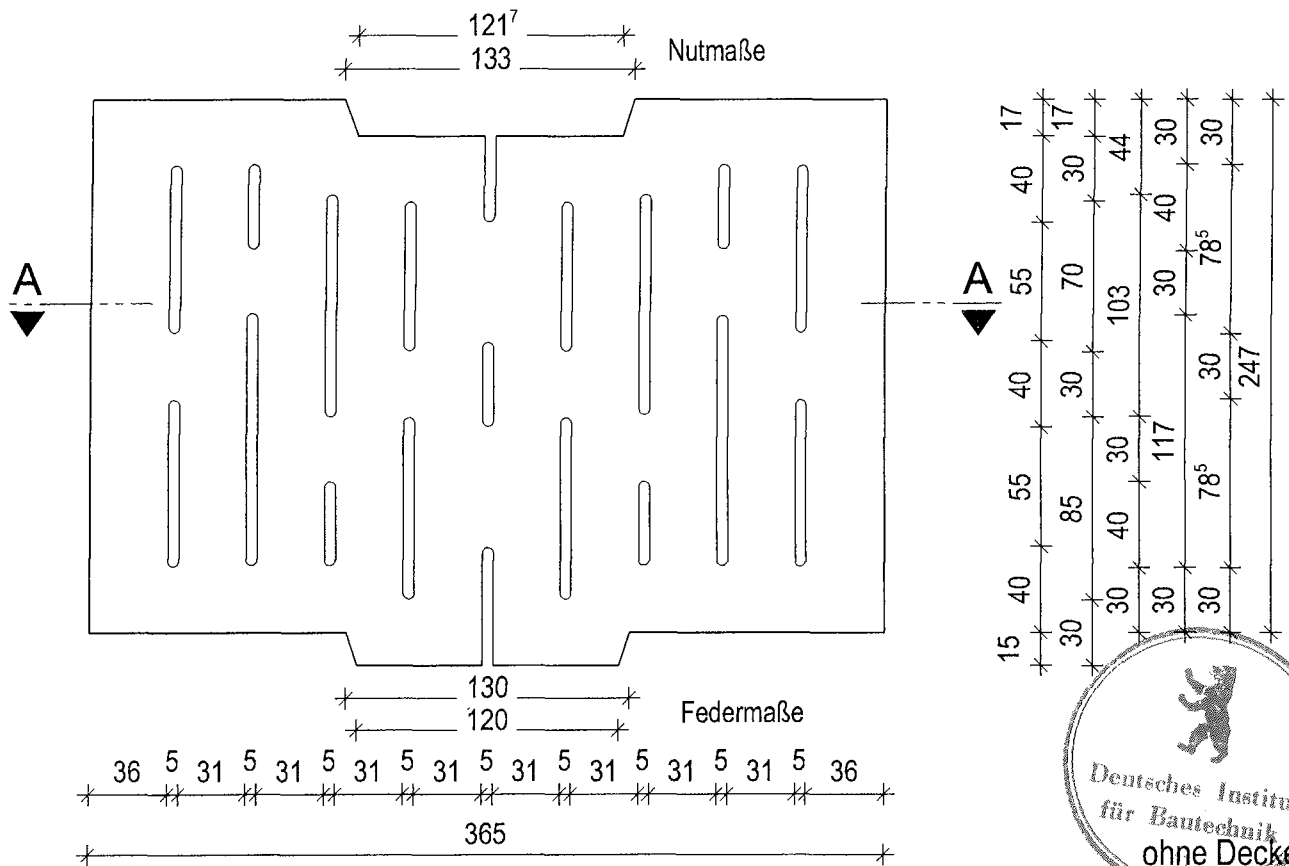 121⁷
133
Nutmaße
A
A
17 40 55 40 55 40 15
17 30 70 30 85 30
44 103 30 40 30
30 40 30 117 30
30 78⁵ 30 78⁵ 30
247
130
120
Federmaße
36 5 31 5 31 5 31 5 31 5 31 5 31 5 31 5 31 5 36
365
Deutsches
für Bautechnik